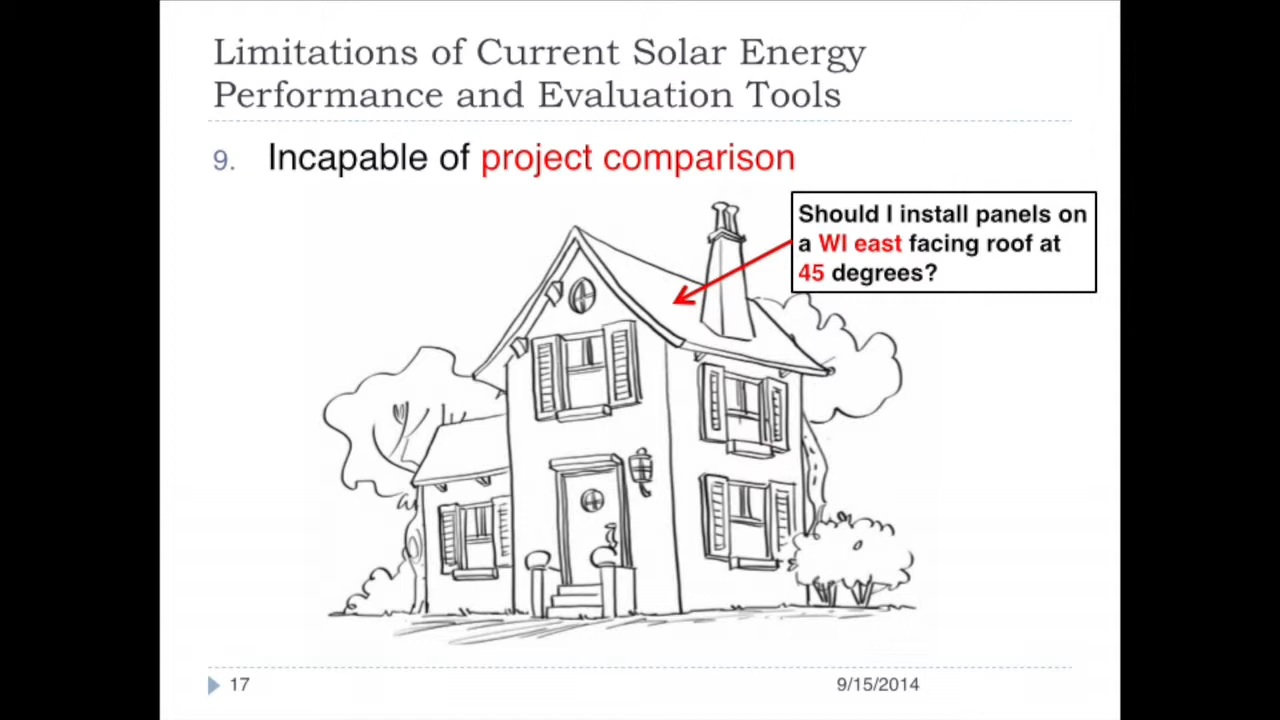 Limitations of Current Solar Energy
Performance and Evaluation Tools
9. Incapable of project comparison
Should I install panels on
a WI east facing roof at
45 degrees?
17
9/15/2014